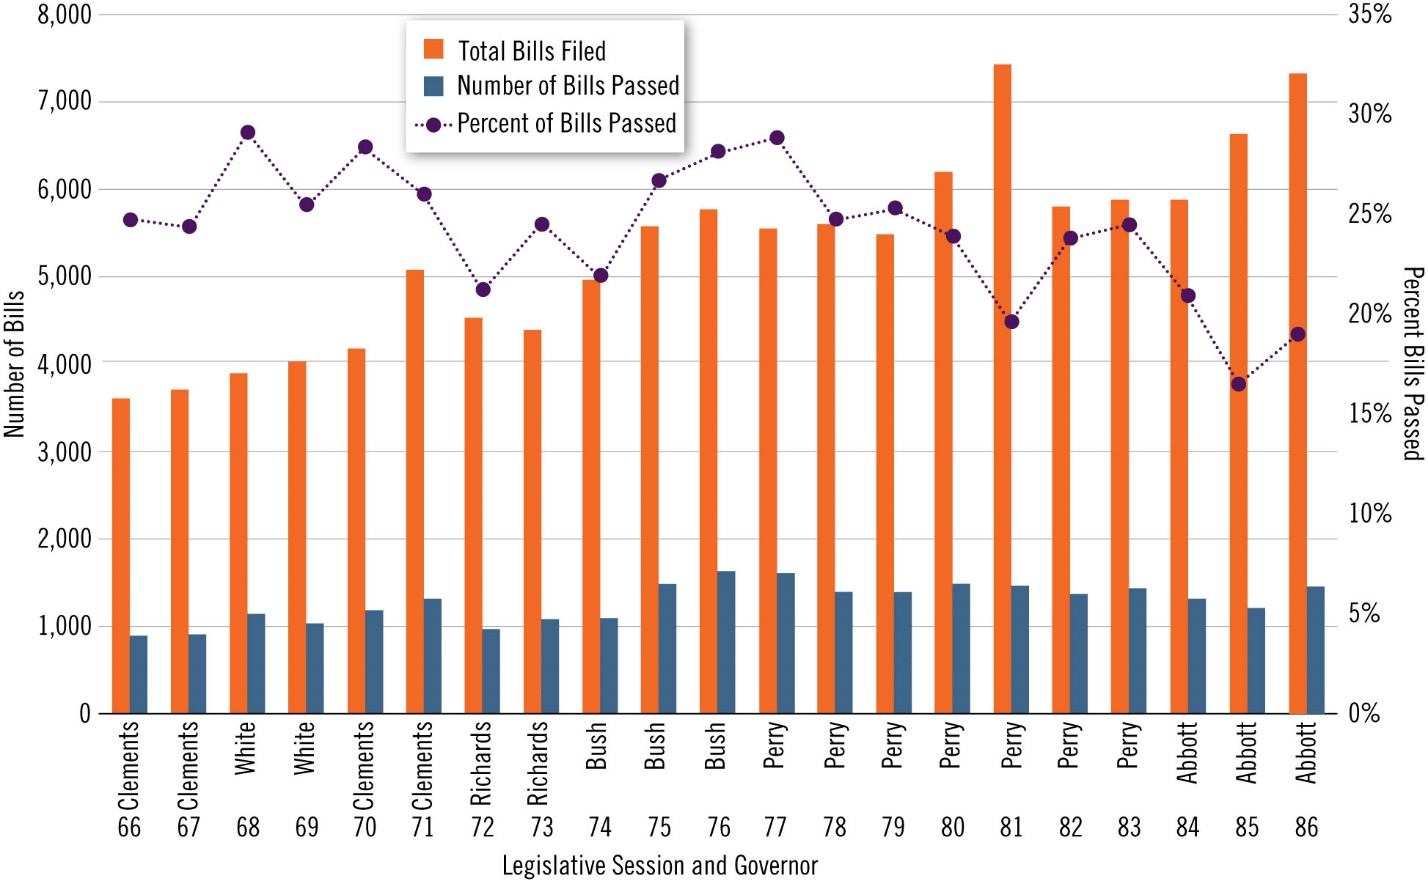 8,000
7,000
6,000
5,000
4,000
3,000
2,000
1,000
0
Number of Bills
Total Bills Filed
Number of Bills Passed
Percent of Bills Passed
35%
30%
25%
20%
15%
10%
5%
0%
Percent Bills Passed
Clements Clements White White Clements Clements Richards Richards Bush Bush Bush Perry Perry Perry Perry Perry Perry Perry Abbott Abbott Abbott
66 67 68 69 70 71 72 73 74 75 76 77 78 79 80 81 82 83 84 85 86
Legislative Session and Governor